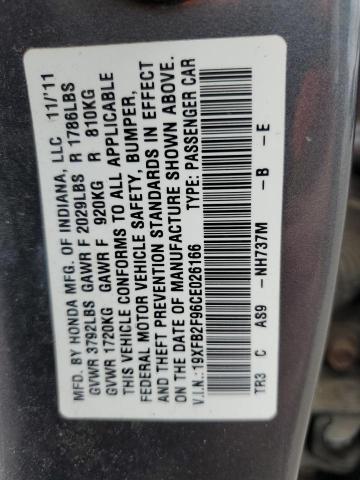 MFD. BY HONDA MFG. OF INDIANA, LLC 11/'11
GVWR 3792LBS GAWR F 2029LBS R 1786LBS
GVWR 1720KG GAWR F 920KG R 810KG
THIS VEHICLE CONFORMS TO ALL APPLICABLE
FEDERAL MOTOR VEHICLE SAFETY, BUMPER,
AND THEFT PREVENTION STANDARDS IN EFFECT
ON THE DATE OF MANUFACTURE SHOWN ABOVE.
V.I.N.: 19XFB2F96CE026166 TYPE: PASSENGER CAR
TR3 C AS9 -NH737M -B -E